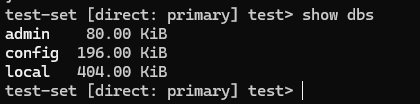 test-set [direct: primary] test> show dbs
admin    80.00 KiB
config  196.00 KiB
local   404.00 KiB
test-set [direct: primary] test>